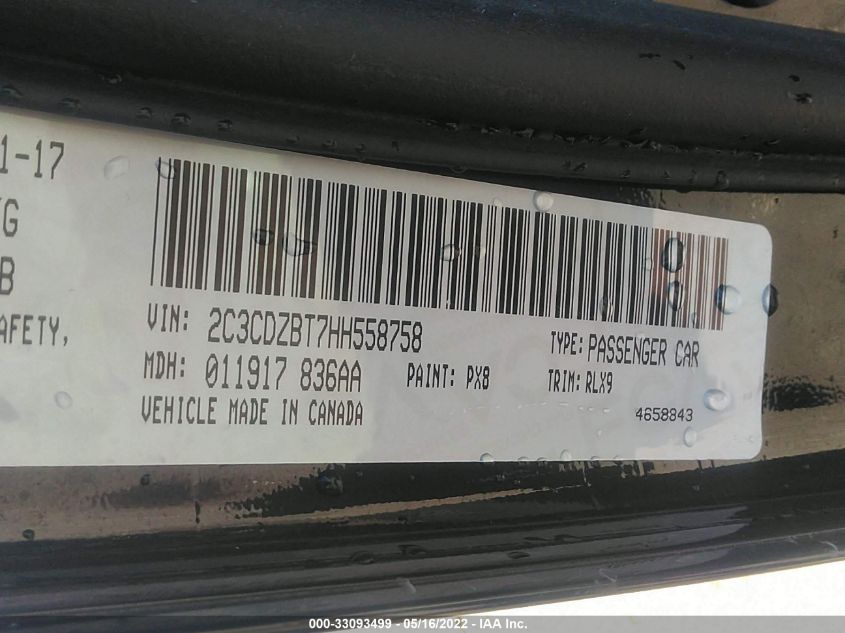 1-17
KG
B
AFETY,
VIN: 2C3CDZBT7HH558758
TYPE: PASSENGER CAR
MDH: 011917 836AA
PAINT: PX8
TRIM: RLX9
VEHICLE MADE IN CANADA
4658843
000-33093499 - 05/16/2022 - IAA Inc.